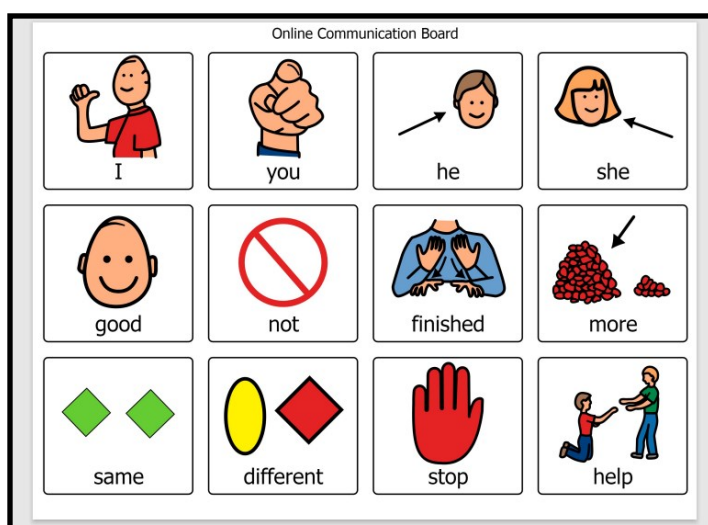 Online Communication Board
I you he she
good not finished more
same different stop help